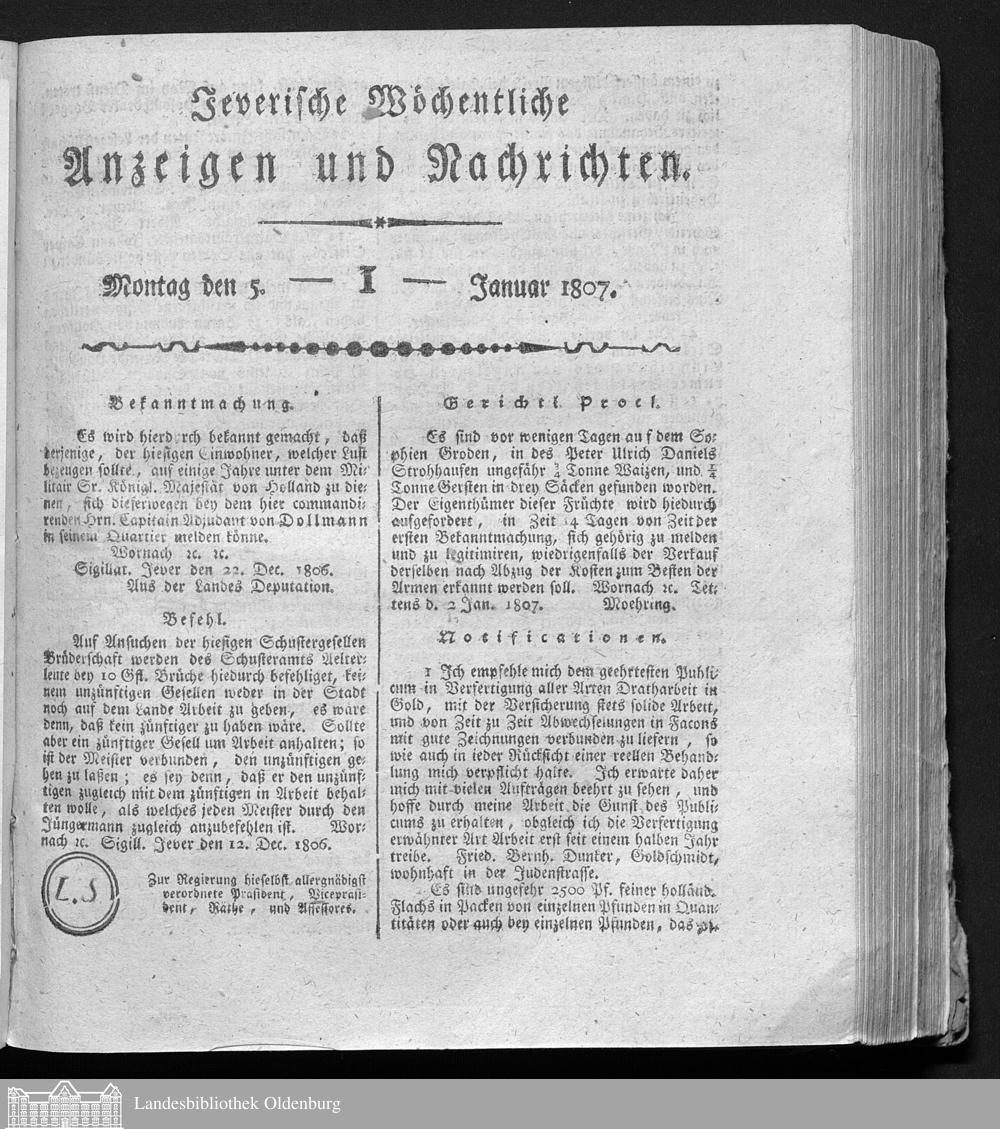 Jeverische Wöchentliche
Anzeigen und Nachrichten.
Montag den 5. — I — Januar 1807.
Bekanntmachung.
Es wird hierdurch bekannt gemacht, daß
derjenige, der hiesigen Einwohner, welcher Lust
bezeugen sollte, auf einige Jahre unter dem Mi-
litair Sr. Königl. Majestät von Holland zu die-
nen, sich dieserwegen bey dem hier commandi-
renden Hrn. Capitain Adjudant von Dollmann
in seinem Quartier melden könne.
Wornach ꝛc. ꝛc.
Sigillat. Jever den 22. Dec. 1806.
Aus der Landes Deputation.
Befehl.
Auf Ansuchen der hiesigen Schustergesellen
Brüderschaft werden des Schusteramts Aelter-
leute bey 10 Gfl. Brüche hiedurch befehliget, kei-
nem unzünftigen Gesellen weder in der Stadt
noch auf dem Lande Arbeit zu geben, es wäre
denn, daß kein zünftiger zu haben wäre. Sollte
aber ein zünftiger Gesell um Arbeit anhalten; so
ist der Meister verbunden, den unzünftigen ge-
hen zu laßen; es sey denn, daß er den unzünf-
tigen zugleich mit dem zünftigen in Arbeit behal-
ten wolle, als welches jeden Meister durch den
Jüngermann zugleich anzubefehlen ist. Wor-
nach ꝛc. Sigill. Jever den 12. Dec. 1806.
L.S
Zur Regierung hieselbst allergnädigst
verordnete Präsident, Vicepräsi-
dent, Räthe, und Assessores.
Gerichtl. Procl.
Es sind vor wenigen Tagen auf dem So-
phien Groden, in des Peter Ulrich Daniels
Strohhausen ungefähr ¾ Tonne Waizen, und
Tonne Gersten in drey Säcken gefunden worden.
Der Eigenthümer dieser Früchte wird hiedurch
aufgefordert, in Zeit 14 Tagen von Zeit der
ersten Bekanntmachung, sich gehörig zu melden
und zu legitimiren, wiedrigenfalls der Verkauf
derselben nach Abzug der Kosten zum Besten der
Armen erkannt werden soll. Wornach ꝛc. Tet-
tens d. 2 Jan. 1807. Moehring.
Notificationen.
1 Ich empfehle mich dem geehrtesten Publi-
cum in Verfertigung aller Arten Dratharbeit in
Gold, mit der Versicherung stets solide Arbeit,
und von Zeit zu Zeit Abwechselungen in Facons
mit gute Zeichnungen verbunden zu liefern, so
wie auch in jeder Rücksicht einer reellen Behand-
lung mich verpflicht halte. Ich erwarte daher
mich mit vielen Aufträgen beehrt zu sehen, und
hoffe durch meine Arbeit die Gunst des Publi-
cums zu erhalten, obgleich ich die Verfertigung
erwähnter Art Arbeit erst seit einem halben Jahr
treibe. Fried. Bernh. Dunker, Goldschmidt,
wohnhaft in der Judenstrasse.
Es sind ungefehr 2500 Pf. feiner holländ.
Flachs in Packen von einzelnen Pfunden in Quan-
titäten oder auch bey einzelnen Pfunden, das
Landesbibliothek Oldenburg